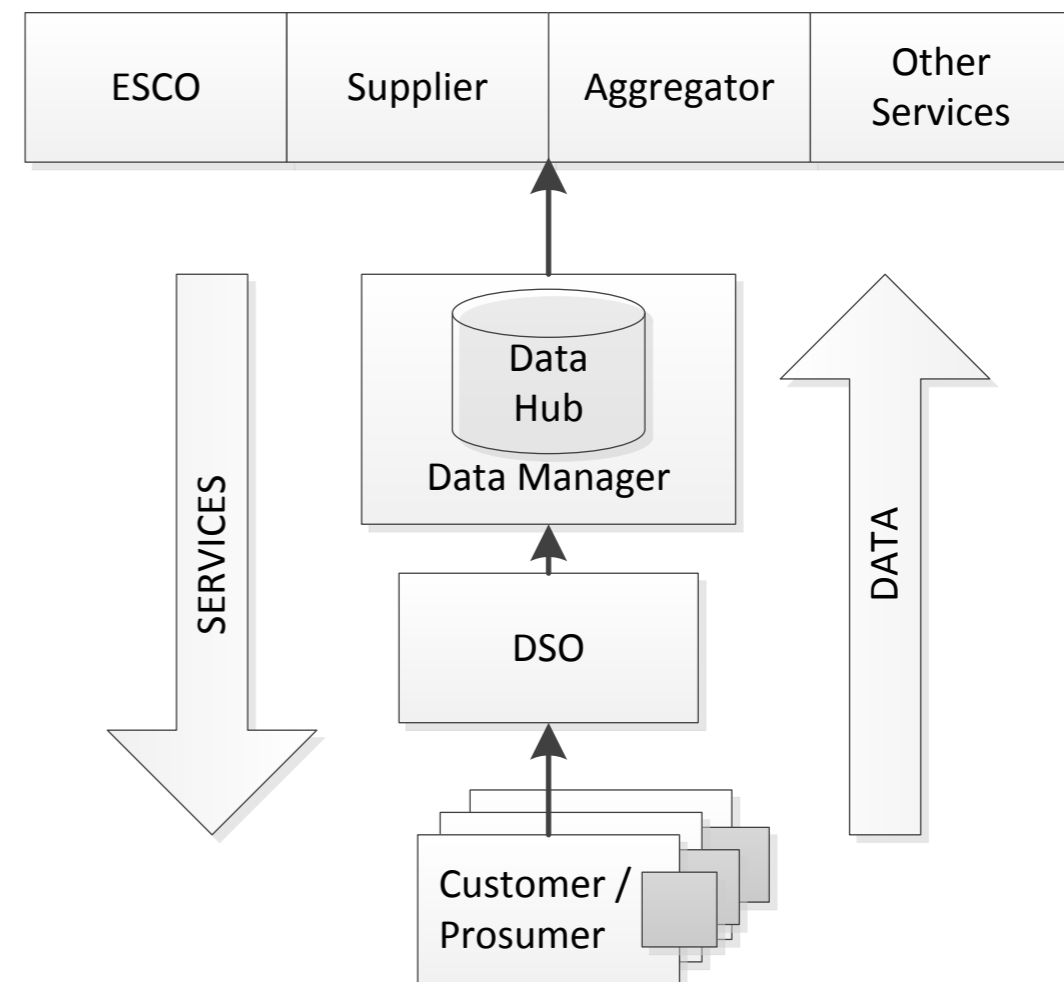 ESCO
Supplier
Aggregator
Other
Services
Data
Hub
Data Manager
SERVICES
DATA
DSO
Customer /
Prosumer